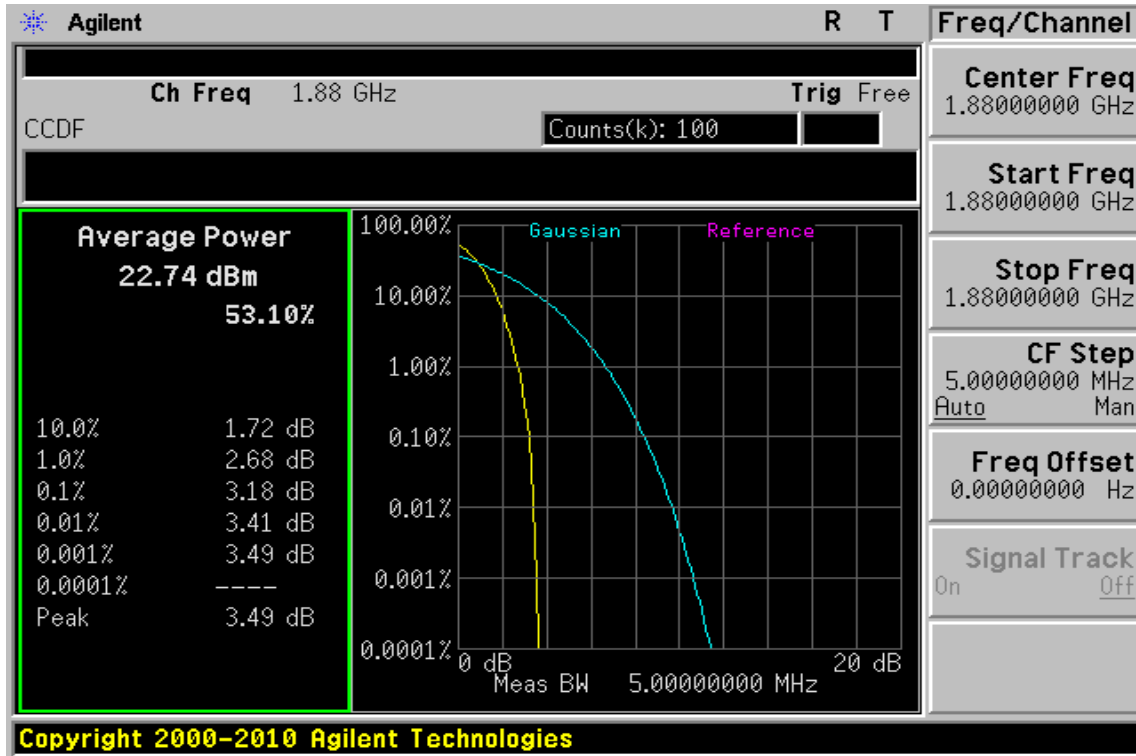 Agilent R T
Ch Freq 1.88 GHz Trig Free
CCDF Counts(k): 100
Average Power
22.74 dBm
53.10%
10.0% 1.72 dB
1.0% 2.68 dB
0.1% 3.18 dB
0.01% 3.41 dB
0.001% 3.49 dB
0.0001% ----
Peak 3.49 dB
Gaussian Reference
100.00%
10.00%
1.00%
0.10%
0.01%
0.001%
0.0001%
0 dB 20 dB
Meas BW 5.00000000 MHz
Freq/Channel
Center Freq
1.88000000 GHz
Start Freq
1.88000000 GHz
Stop Freq
1.88000000 GHz
CF Step
5.00000000 MHz
Auto Man
Freq Offset
0.00000000 Hz
Signal Track
On Off
Copyright 2000-2010 Agilent Technologies